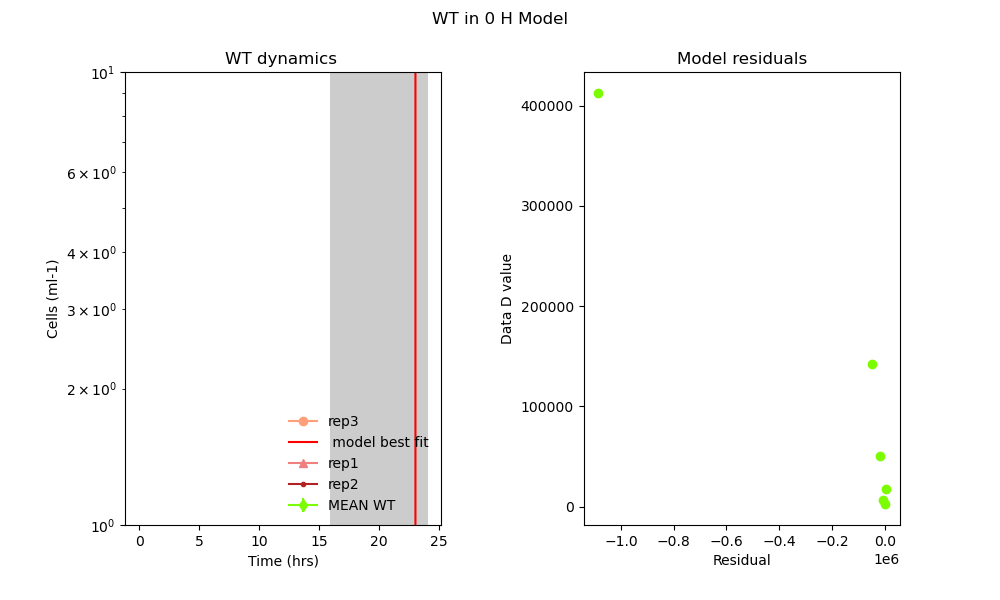 WT in 0 H Model
WT dynamics
Cells (ml-1)
10¹
6 × 10⁰
4 × 10⁰
3 × 10⁰
2 × 10⁰
10⁰
0 5 10 15 20 25
Time (hrs)
rep3
model best fit
rep1
rep2
MEAN WT
Model residuals
Data D value
400000
300000
200000
100000
0
−1.0 −0.8 −0.6 −0.4 −0.2 0.0
1e6
Residual